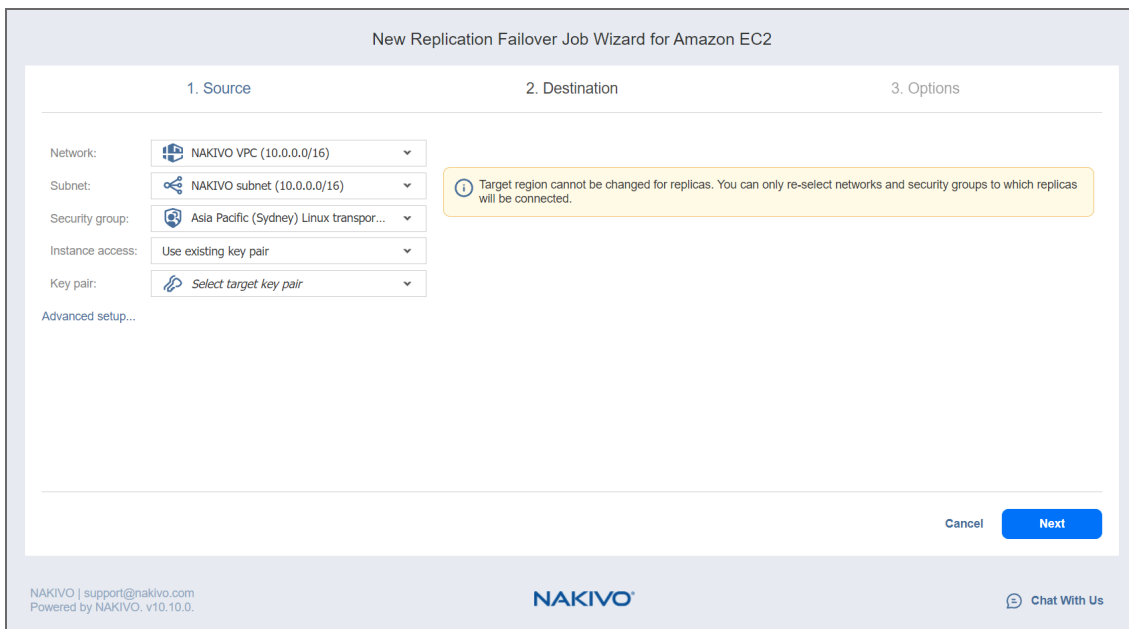 New Replication Failover Job Wizard for Amazon EC2
1. Source
2. Destination
3. Options
Network:
NAKIVO VPC (10.0.0.0/16)
Subnet:
NAKIVO subnet (10.0.0.0/16)
Security group:
Asia Pacific (Sydney) Linux transpor...
Instance access:
Use existing key pair
Key pair:
Select target key pair
Advanced setup...
Target region cannot be changed for replicas. You can only re-select networks and security groups to which replicas
will be connected.
Cancel
Next
NAKIVO | support@nakivo.com
Powered by NAKIVO. v10.10.0.
NAKIVO®
Chat With Us